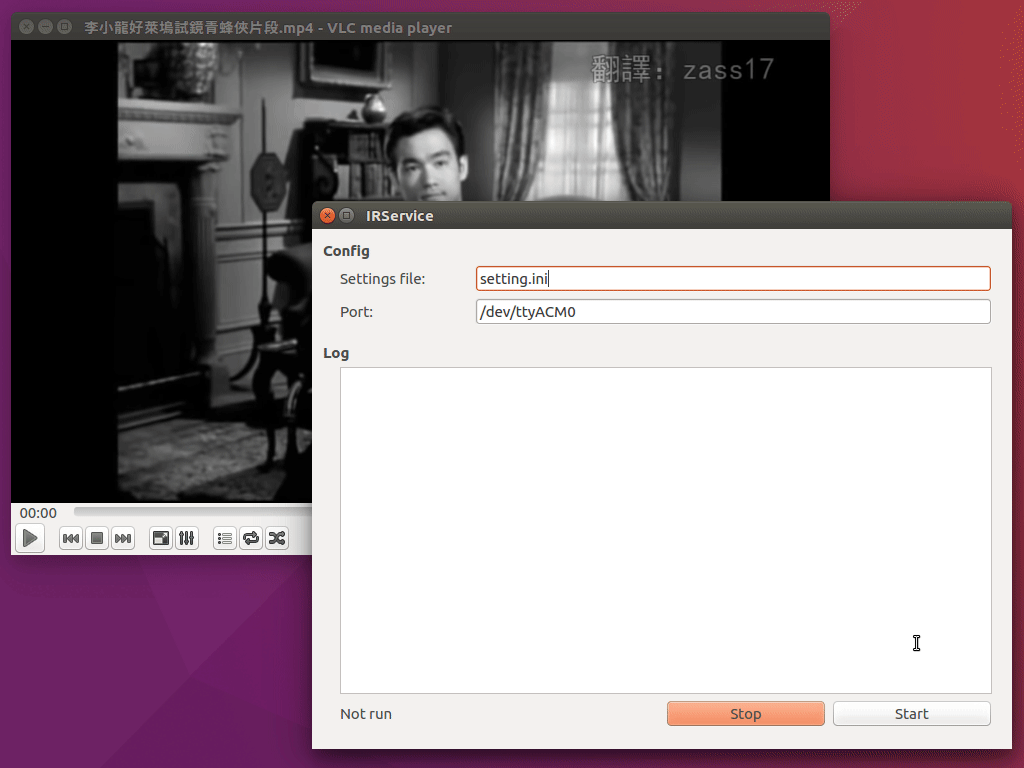 李小龍好萊塢試鏡青蜂俠片段.mp4 - VLC media player
翻譯：zass17
00:00
IRService
Config
Settings file:
setting.ini
Port:
/dev/ttyACM0
Log
Not run
Stop
Start